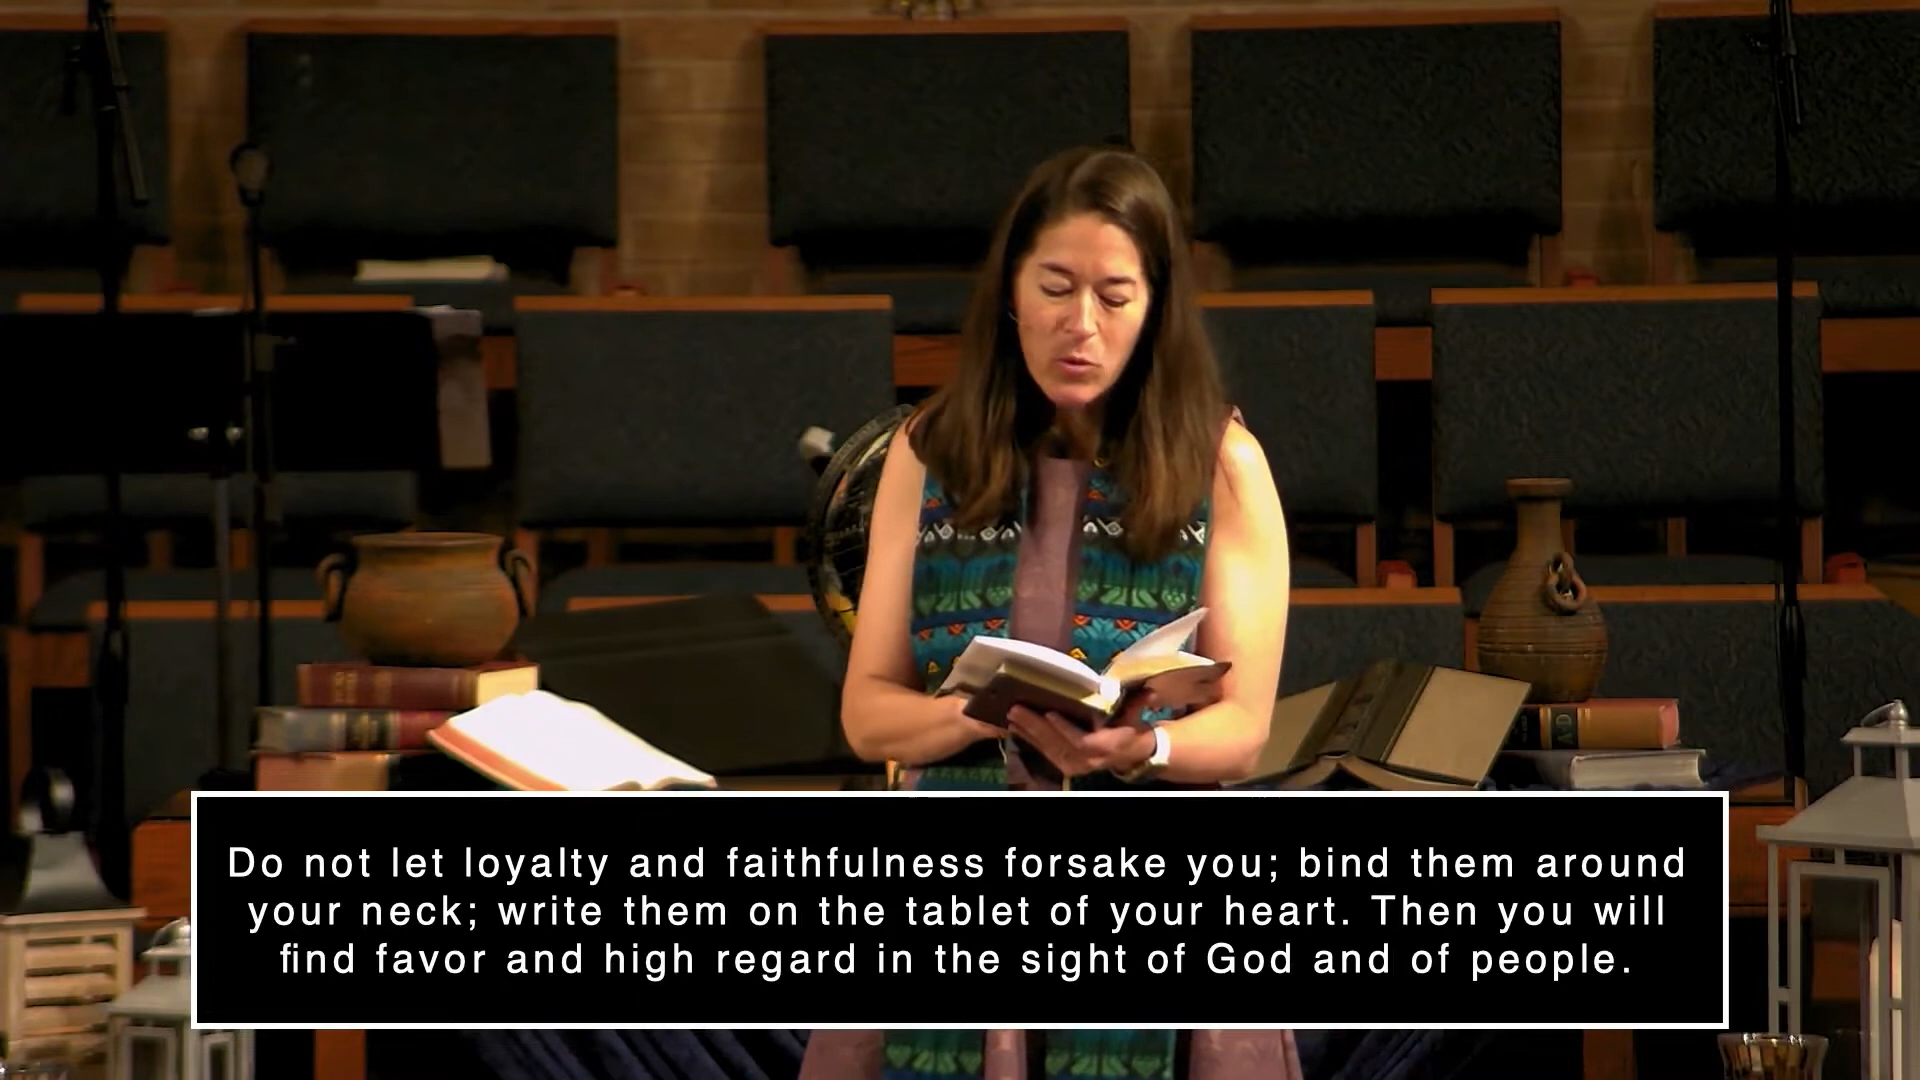 Do not let loyalty and faithfulness forsake you; bind them around
your neck; write them on the tablet of your heart. Then you will
find favor and high regard in the sight of God and of people.